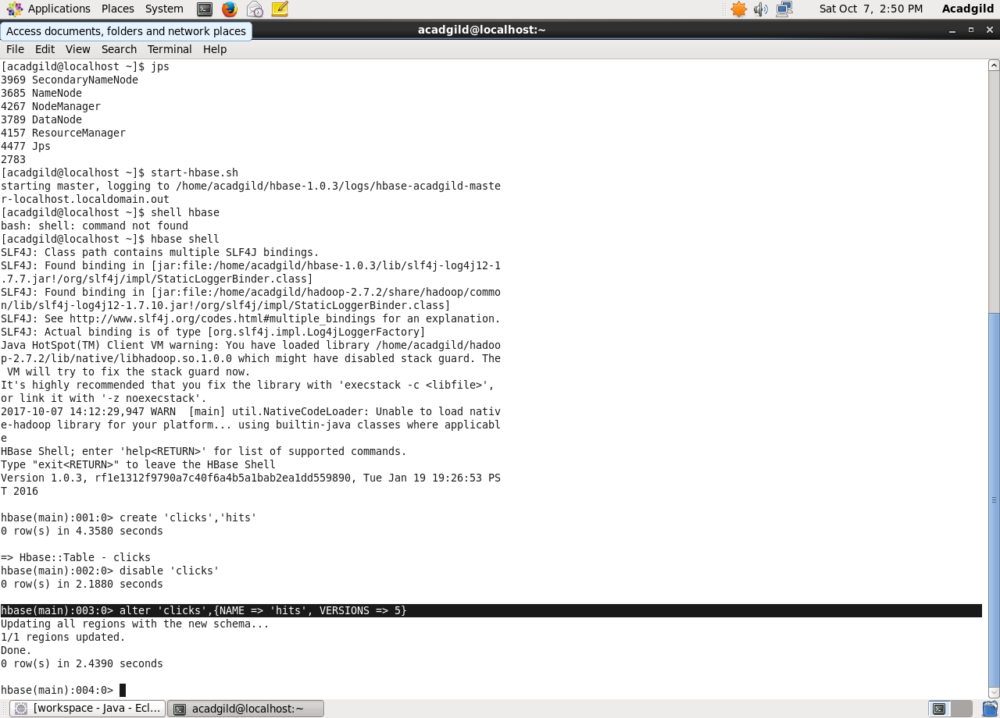 Applications Places System Sat Oct 7, 2:50 PM Acadgild
Access documents, folders and network places
acadgild@localhost:~
File Edit View Search Terminal Help
[acadgild@localhost ~]$ jps
3969 SecondaryNameNode
3685 NameNode
4267 NodeManager
3789 DataNode
4157 ResourceManager
4477 Jps
2783
[acadgild@localhost ~]$ start-hbase.sh
starting master, logging to /home/acadgild/hbase-1.0.3/logs/hbase-acadgild-maste
r-localhost.localdomain.out
[acadgild@localhost ~]$ shell hbase
bash: shell: command not found
[acadgild@localhost ~]$ hbase shell
SLF4J: Class path contains multiple SLF4J bindings.
SLF4J: Found binding in [jar:file:/home/acadgild/hbase-1.0.3/lib/slf4j-log4j12-1
.7.7.jar!/org/slf4j/impl/StaticLoggerBinder.class]
SLF4J: Found binding in [jar:file:/home/acadgild/hadoop-2.7.2/share/hadoop/commo
n/lib/slf4j-log4j12-1.7.10.jar!/org/slf4j/impl/StaticLoggerBinder.class]
SLF4J: See http://www.slf4j.org/codes.html#multiple_bindings for an explanation.
SLF4J: Actual binding is of type [org.slf4j.impl.Log4jLoggerFactory]
Java HotSpot(TM) Client VM warning: You have loaded library /home/acadgild/hadoo
p-2.7.2/lib/native/libhadoop.so.1.0.0 which might have disabled stack guard. The
 VM will try to fix the stack guard now.
It's highly recommended that you fix the library with 'execstack -c <libfile>',
or link it with '-z noexecstack'.
2017-10-07 14:12:29,947 WARN  [main] util.NativeCodeLoader: Unable to load nativ
e-hadoop library for your platform... using builtin-java classes where applicabl
e
HBase Shell; enter 'help<RETURN>' for list of supported commands.
Type "exit<RETURN>" to leave the HBase Shell
Version 1.0.3, rf1e1312f9790a7c40f6a4b5a1bab2ea1dd559890, Tue Jan 19 19:26:53 PS
T 2016
hbase(main):001:0> create 'clicks','hits'
0 row(s) in 4.3580 seconds
=> Hbase::Table - clicks
hbase(main):002:0> disable 'clicks'
0 row(s) in 2.1880 seconds
hbase(main):003:0> alter 'clicks',{NAME => 'hits', VERSIONS => 5}
Updating all regions with the new schema...
1/1 regions updated.
Done.
0 row(s) in 2.4390 seconds
hbase(main):004:0>
[workspace - Java - Ecl... acadgild@localhost:~